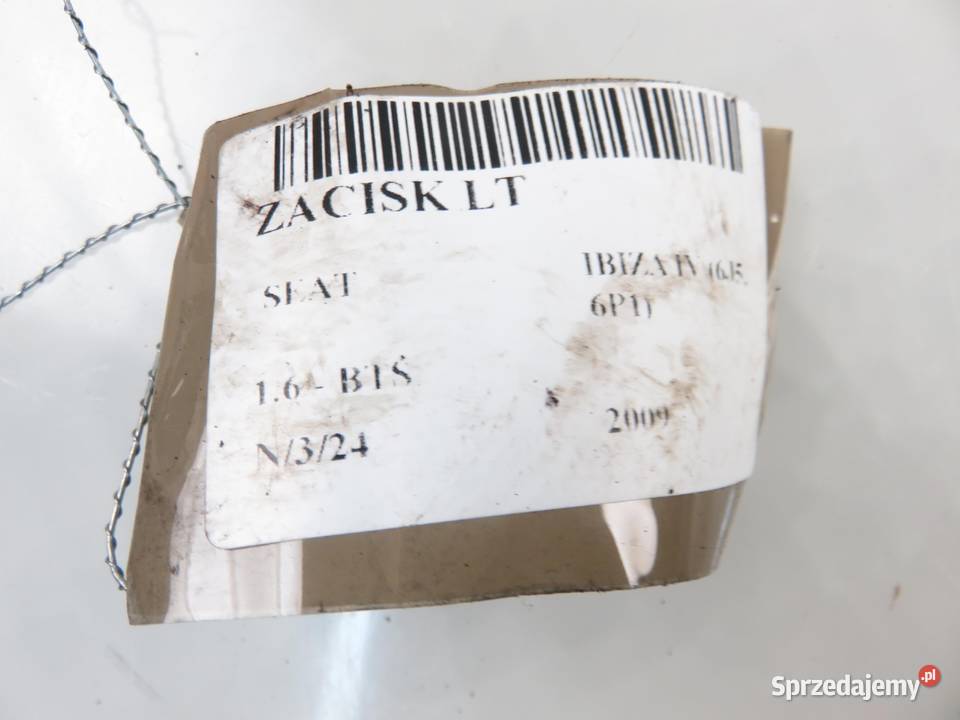 ZACISK LT
SEAT
IBIZA IV (6J5,
6P1)
1.6 - BTS
2009
N/3/24
Sprzedajemy.pl